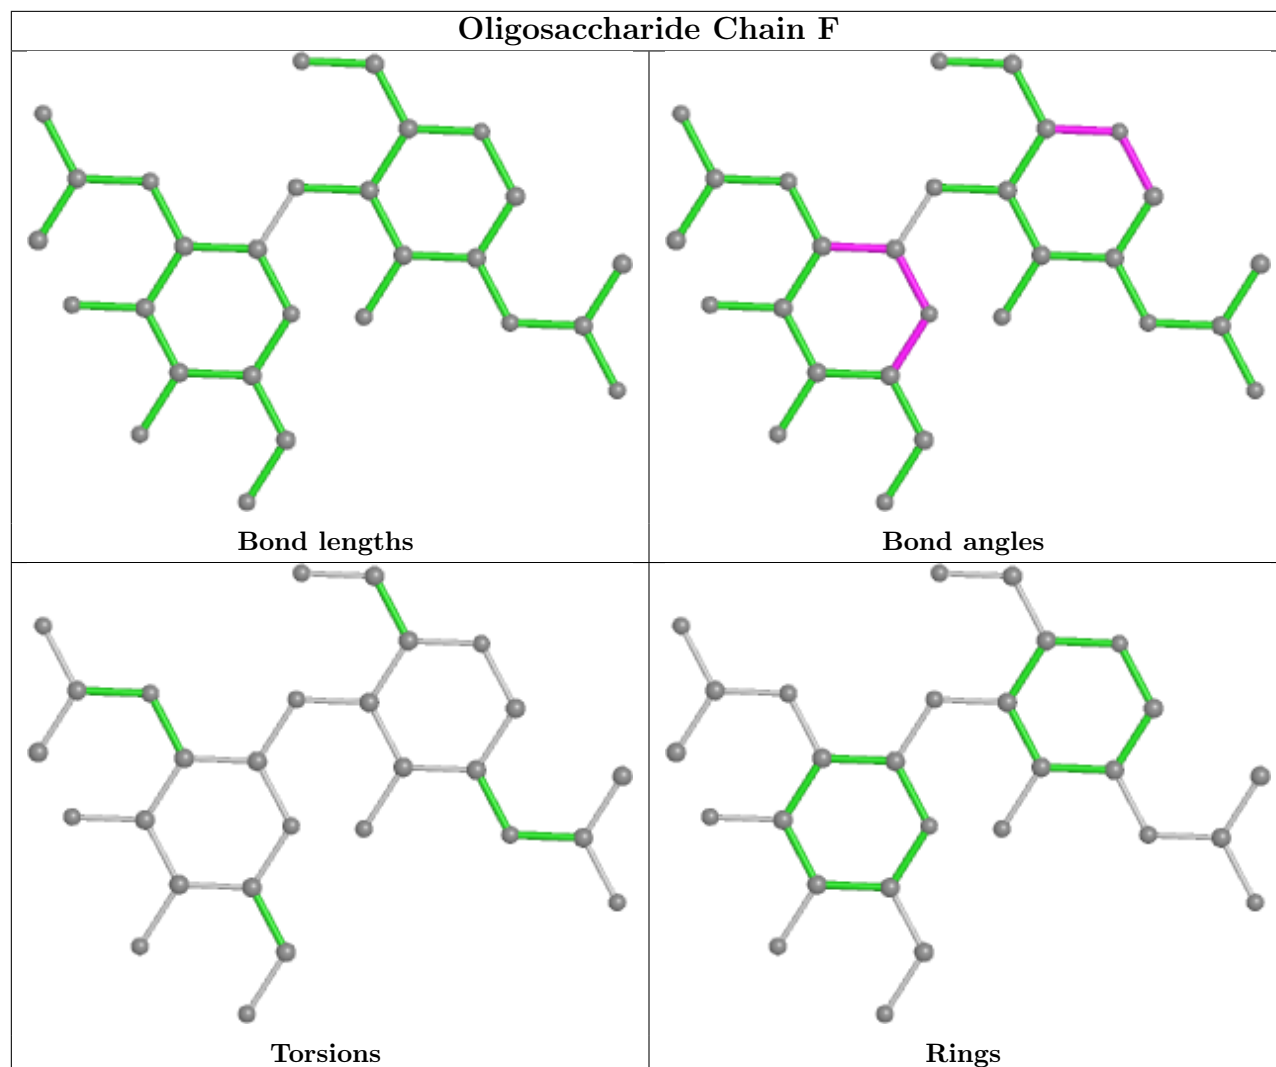 Oligosaccharide Chain F
Bond lengths
Bond angles
Torsions
Rings